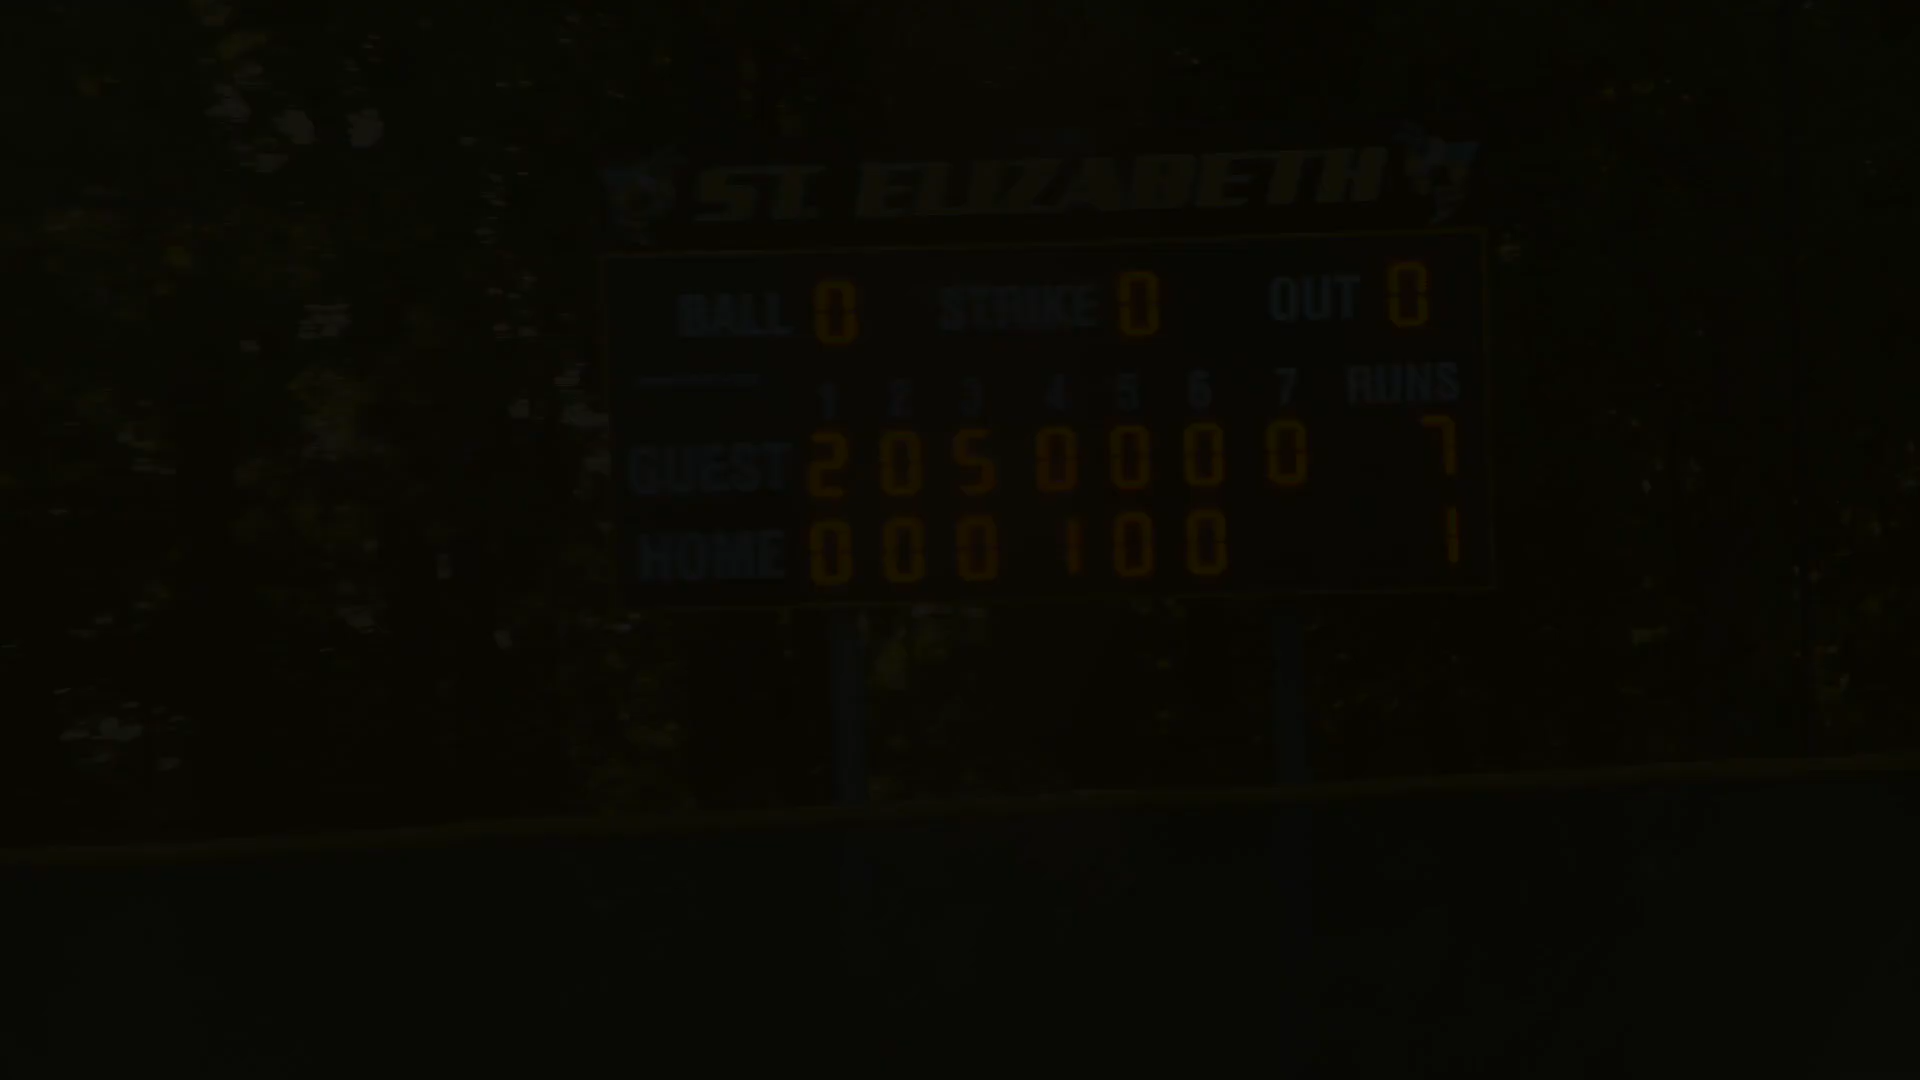 ST. ELIZABETH
BALL 0 STRIKE 0 OUT 0
1 2 3 4 5 6 7 RUNS
GUEST 2 0 5 0 0 0 0 7
HOME 0 0 0 1 0 0 1